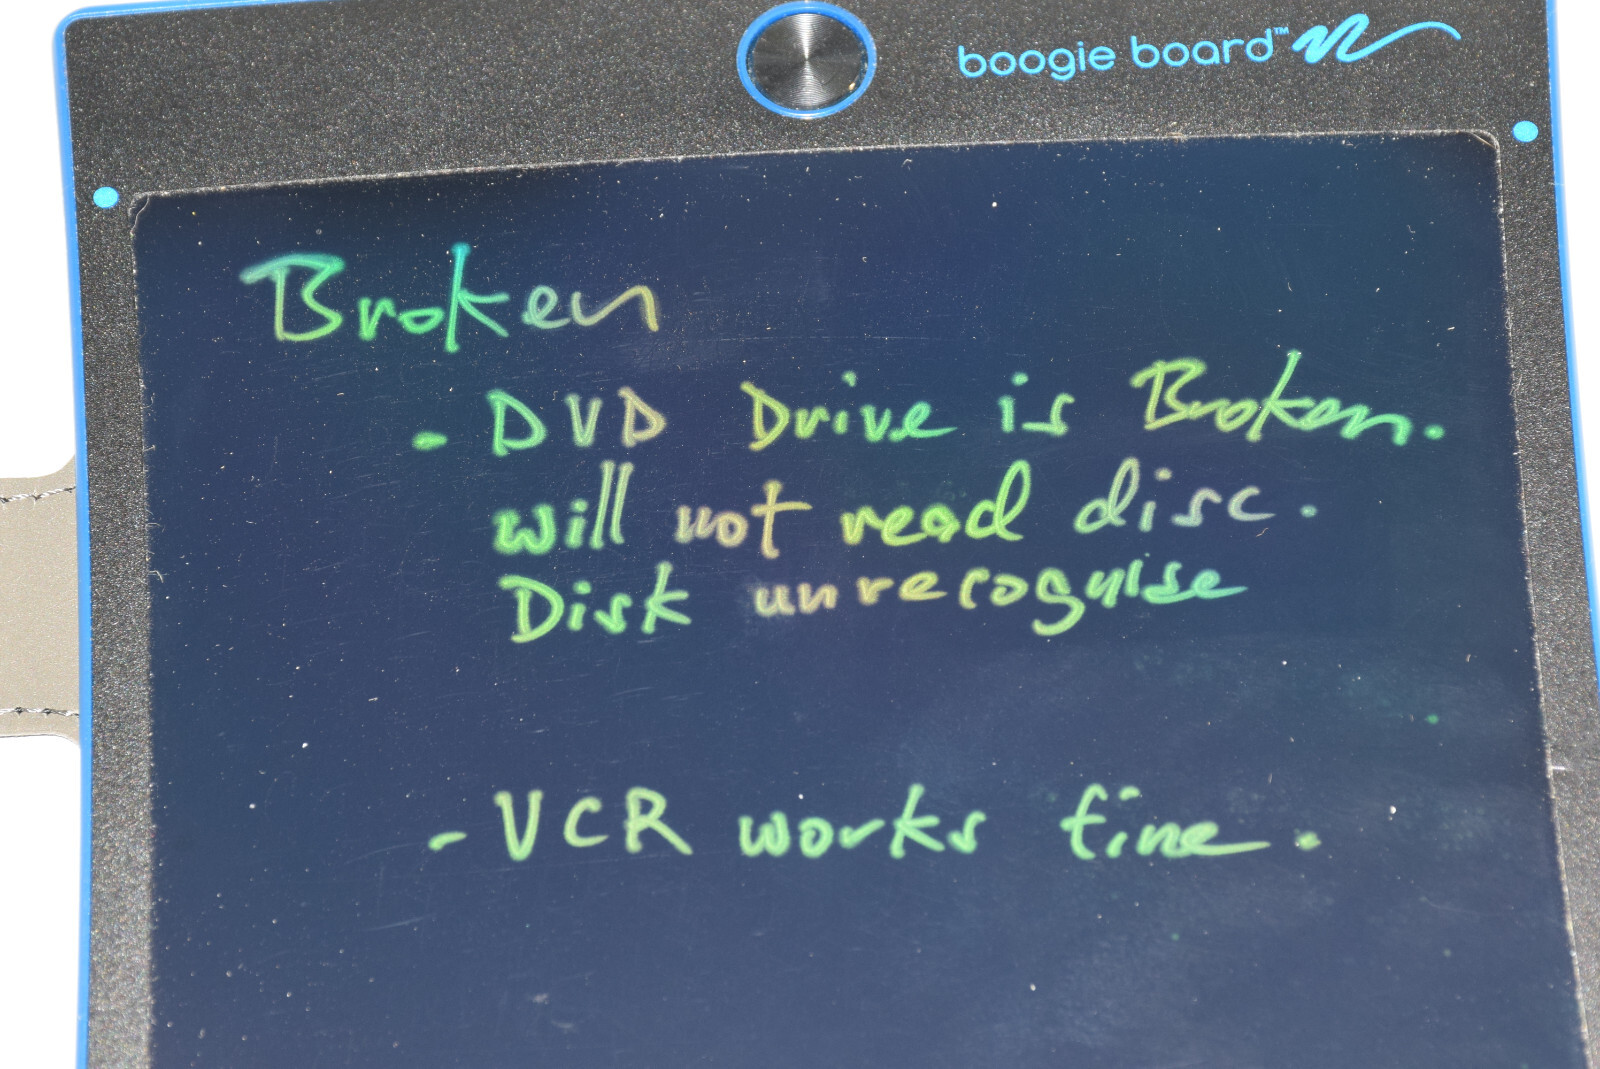 boogie board™
Broken
- DVD Drive is Broken.
will not read disc.
Disk unrecognise
- VCR works fine.